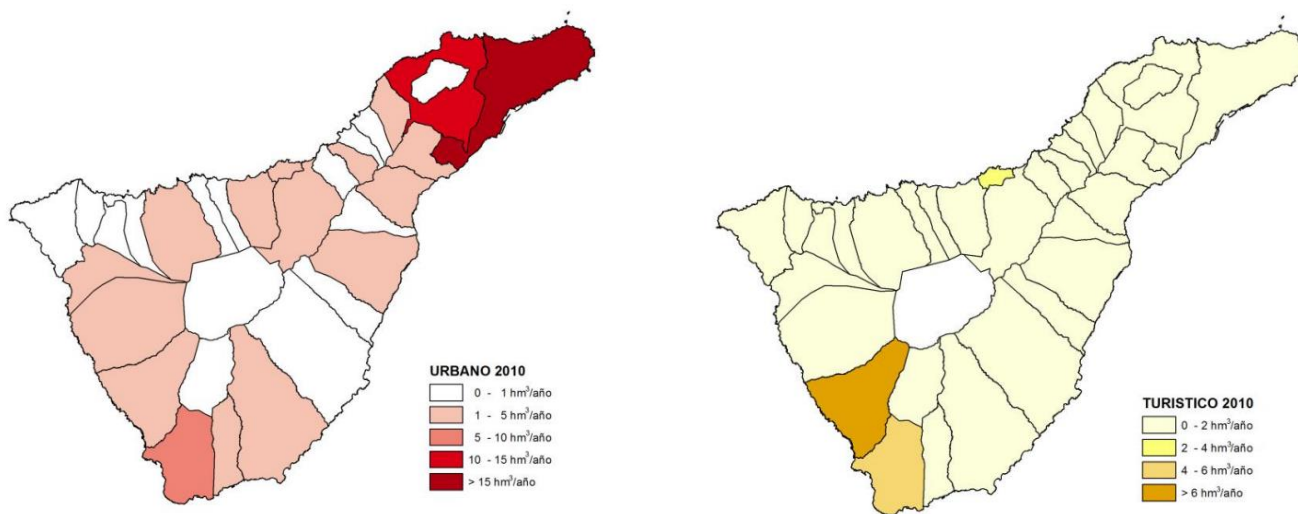 URBANO 2010
0 - 1 hm³/año
1 - 5 hm³/año
5 - 10 hm³/año
10 - 15 hm³/año
> 15 hm³/año
TURISTICO 2010
0 - 2 hm³/año
2 - 4 hm³/año
4 - 6 hm³/año
> 6 hm³/año